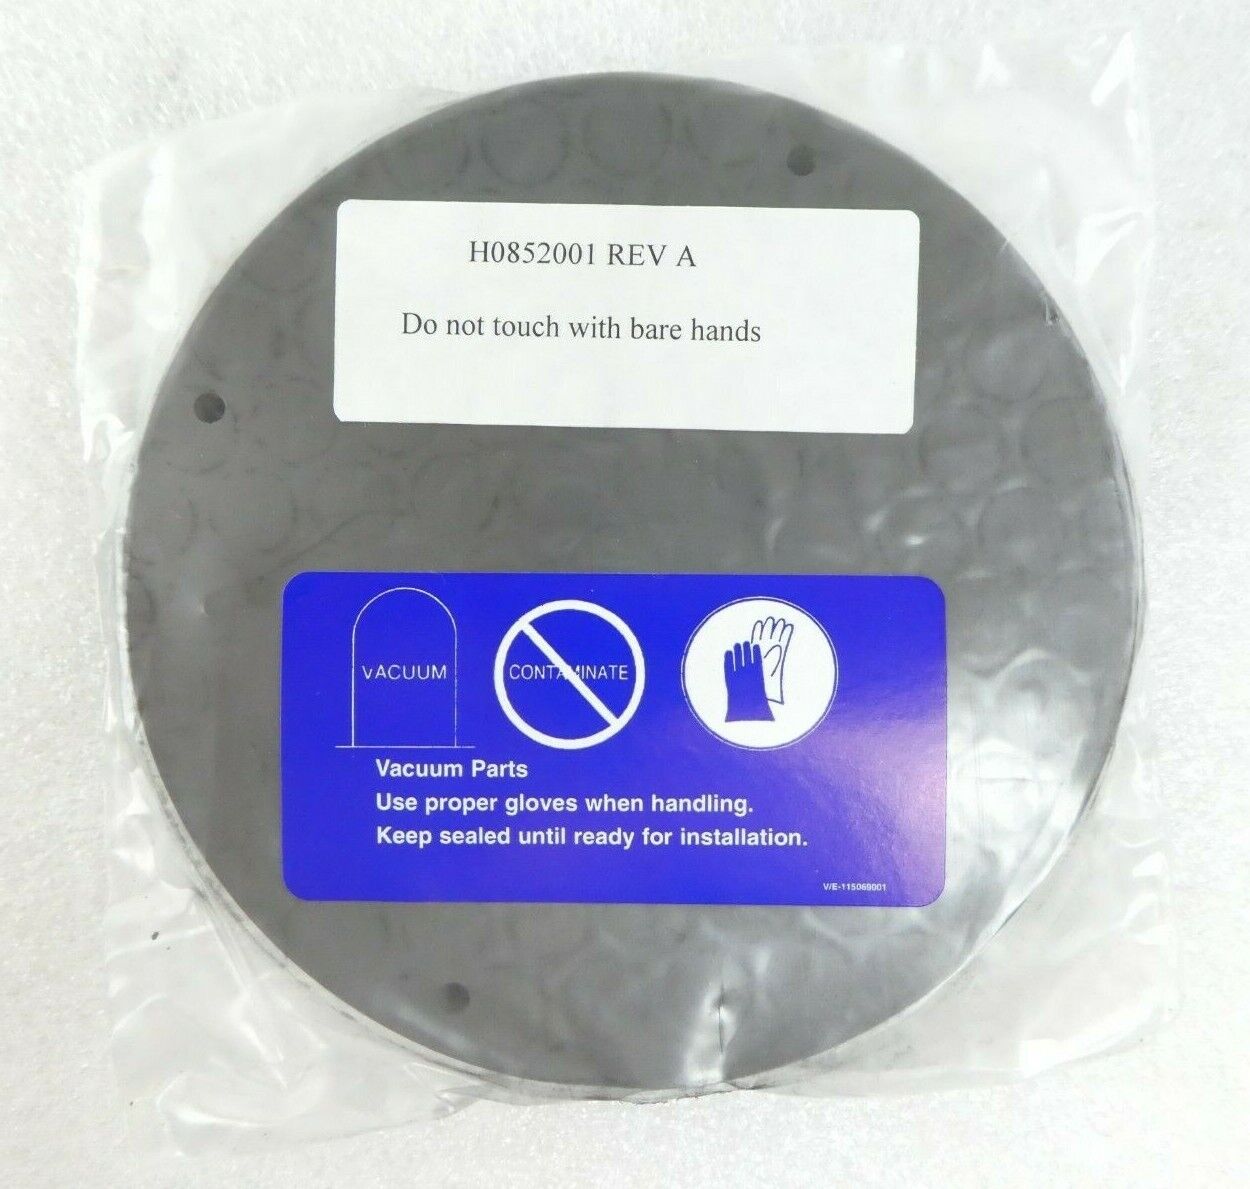 H0852001 REV A
Do not touch with bare hands
VACUUM
CONTAMINATE
Vacuum Parts
Use proper gloves when handling.
Keep sealed until ready for installation.
V/E-115069001